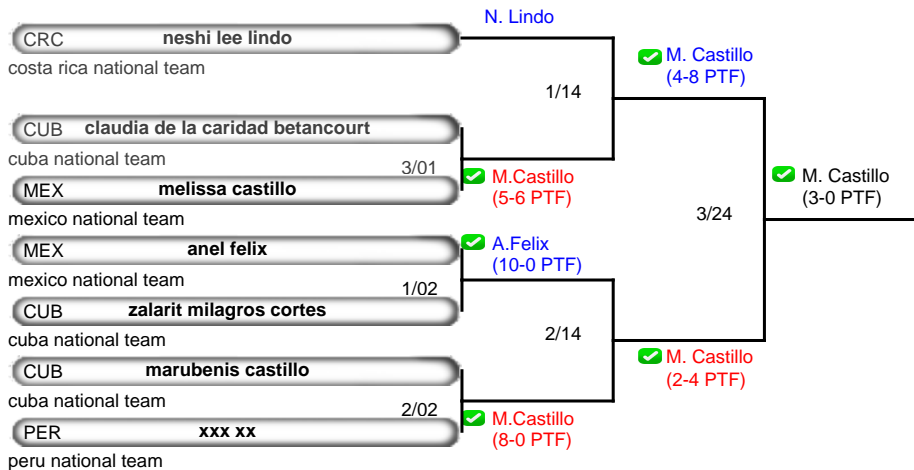 N. Lindo
CRC neshi lee lindo
costa rica national team
M. Castillo
(4-8 PTF)
1/14
CUB claudia de la caridad betancourt
cuba national team
3/01
MEX melissa castillo
mexico national team
M.Castillo
(5-6 PTF)
M. Castillo
(3-0 PTF)
3/24
MEX anel felix
mexico national team
A.Felix
(10-0 PTF)
1/02
CUB zalarit milagros cortes
cuba national team
2/14
CUB marubenis castillo
cuba national team
M. Castillo
(2-4 PTF)
2/02
PER xxx xx
peru national team
M.Castillo
(8-0 PTF)